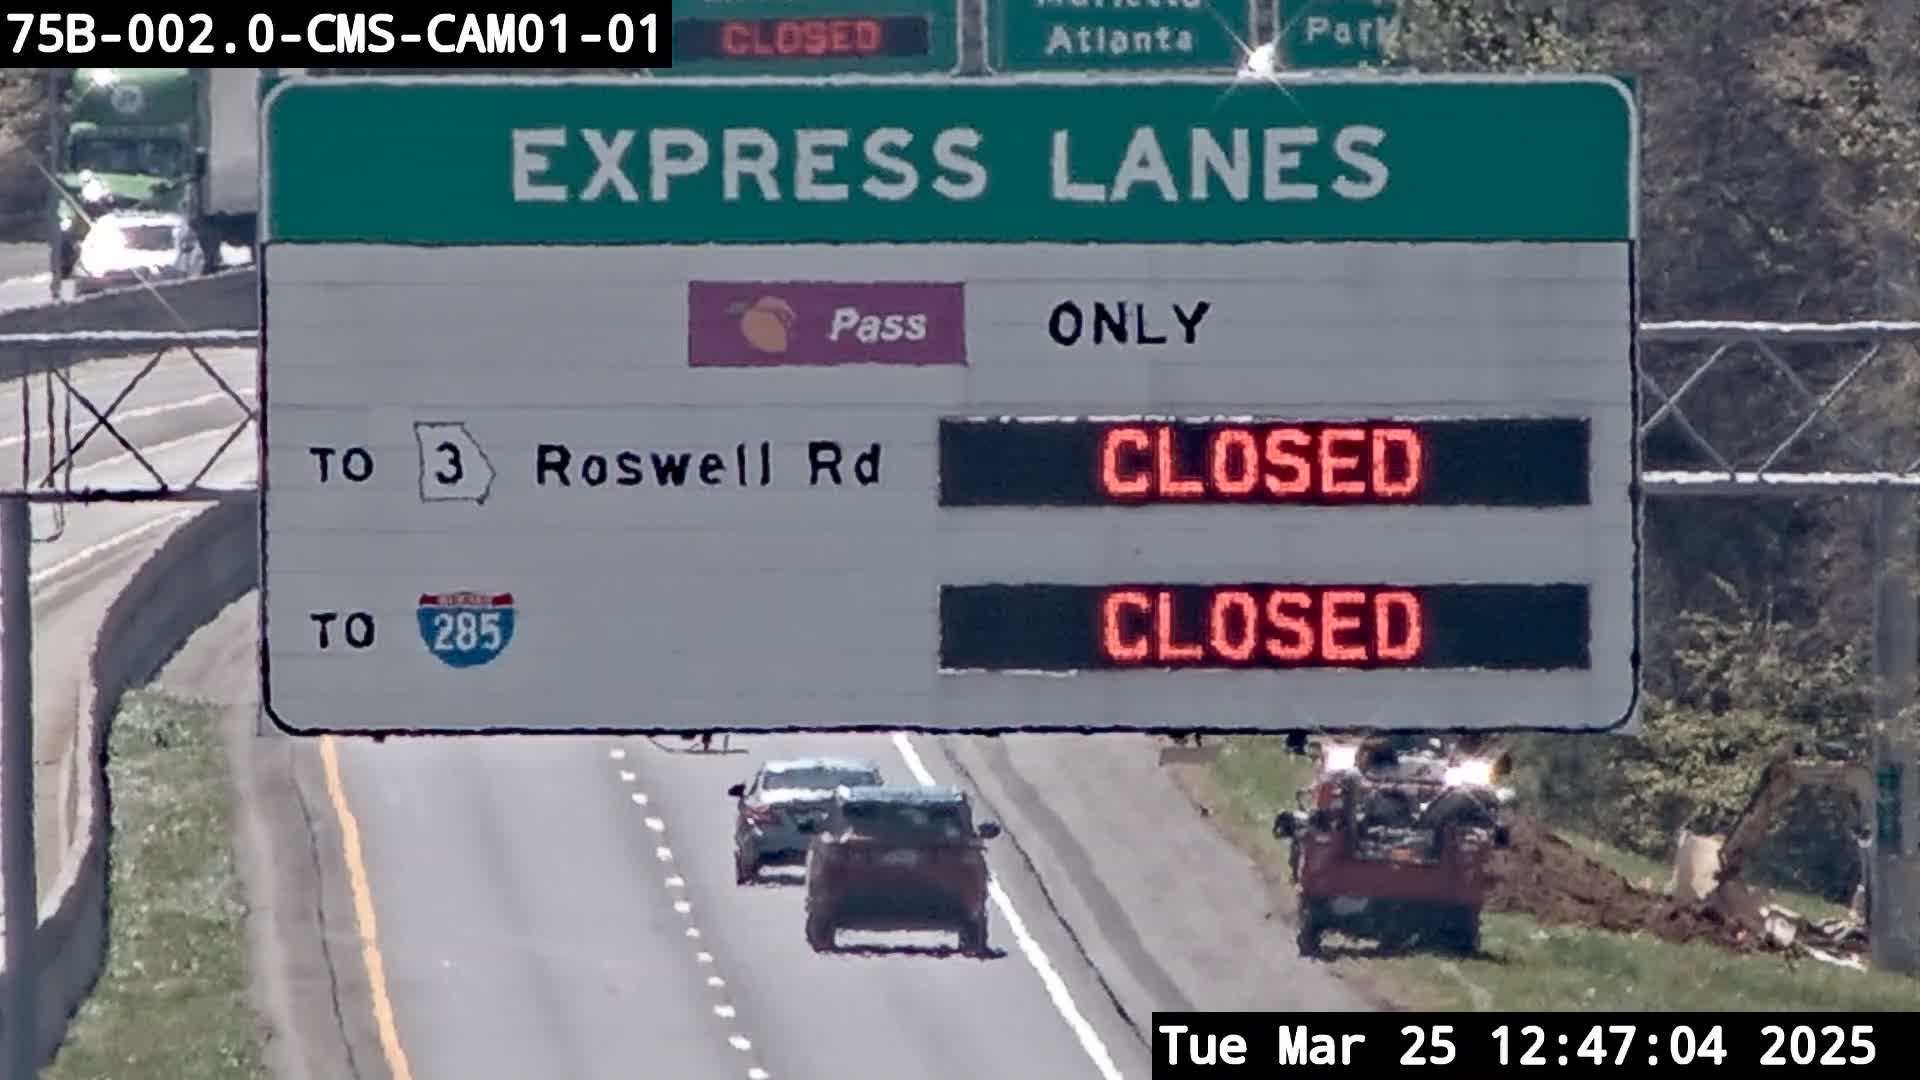 75B-002.0-CMS-CAM01-01
CLOSED
Atlanta
EXPRESS LANES
Pass ONLY
TO 3 Roswell Rd CLOSED
TO 285 CLOSED
Tue Mar 25 12:47:04 2025